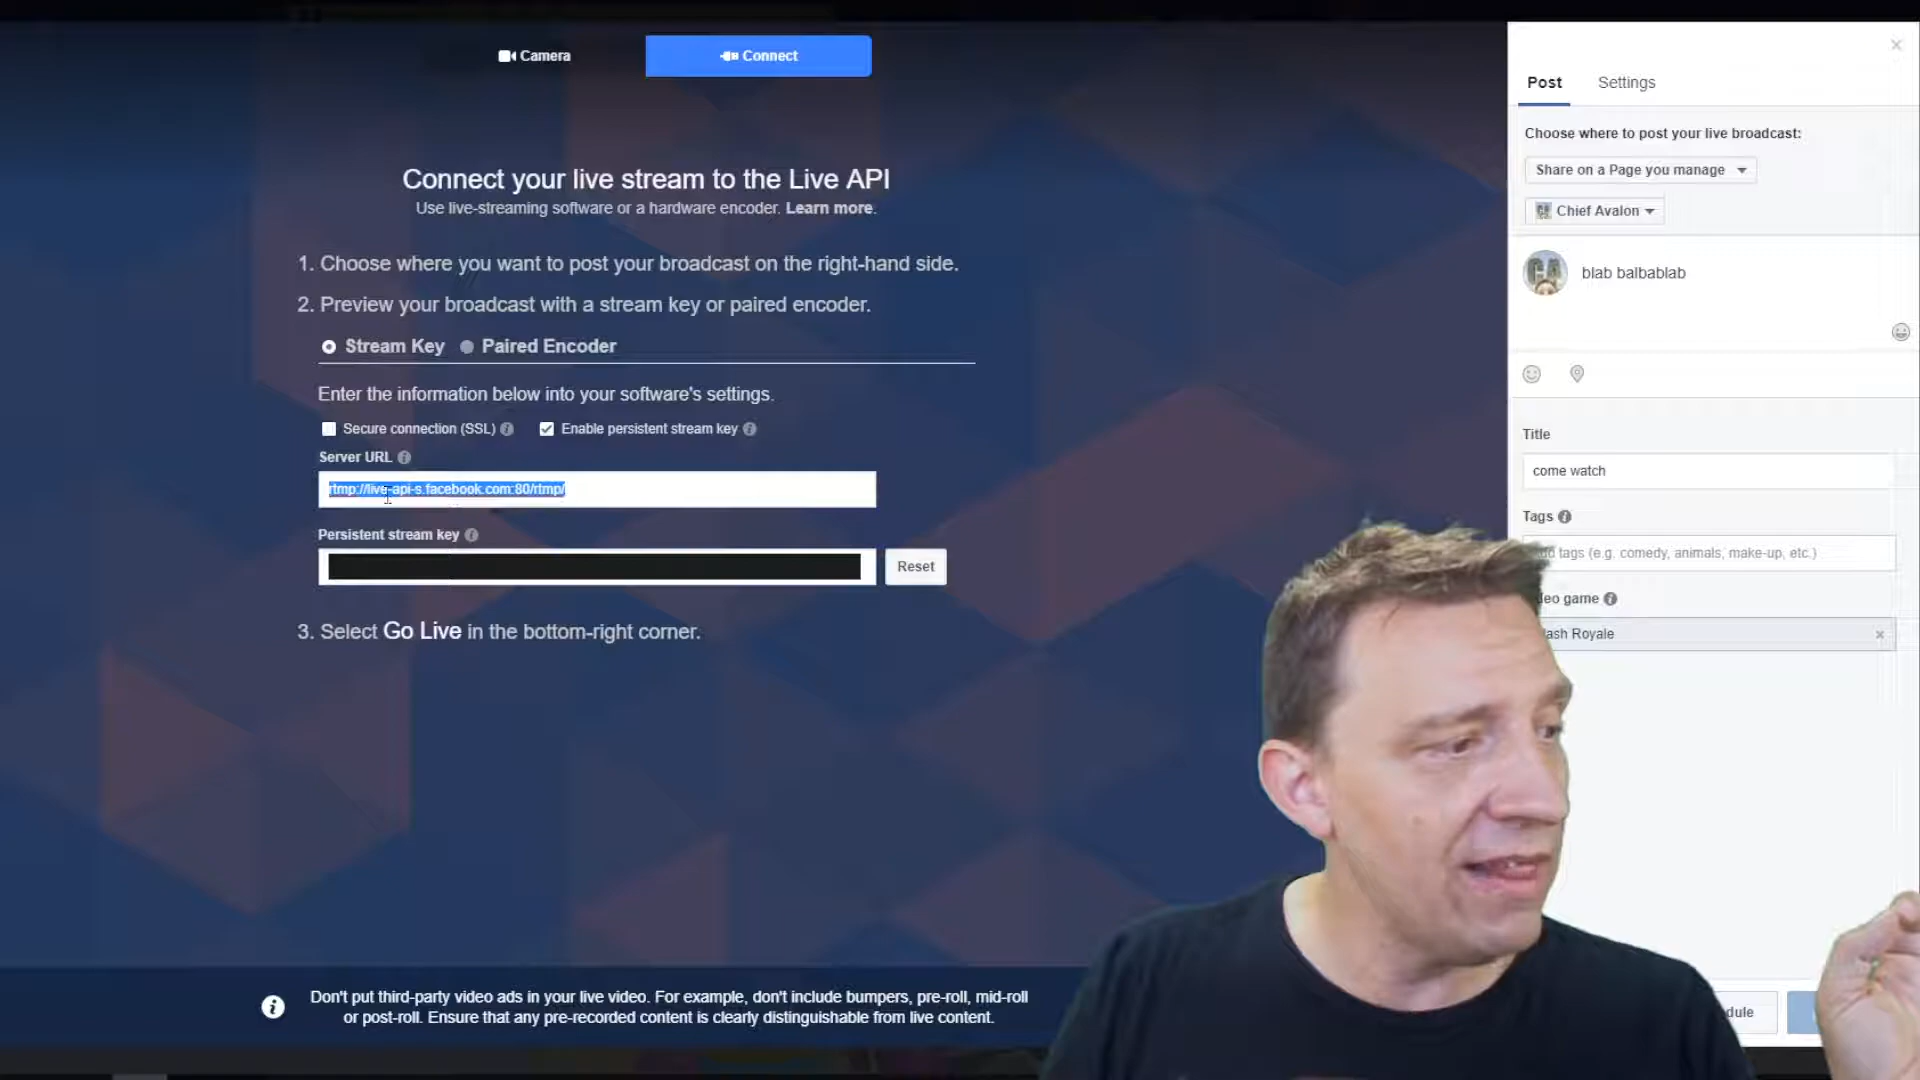 Camera
Connect
Connect your live stream to the Live API
Use live-streaming software or a hardware encoder. Learn more.
1. Choose where you want to post your broadcast on the right-hand side.
2. Preview your broadcast with a stream key or paired encoder.
Stream Key Paired Encoder
Enter the information below into your software's settings.
Secure connection (SSL) Enable persistent stream key
Server URL
rtmp://live-api-s.facebook.com:80/rtmp/
Persistent stream key
Reset
3. Select Go Live in the bottom-right corner.
Don't put third-party video ads in your live video. For example, don't include bumpers, pre-roll, mid-roll
or post-roll. Ensure that any pre-recorded content is clearly distinguishable from live content.
Post Settings
Choose where to post your live broadcast:
Share on a Page you manage
Chief Avalon
blab balbablab
Title
come watch
Tags
tags (e.g. comedy, animals, make-up, etc.)
game
Royale